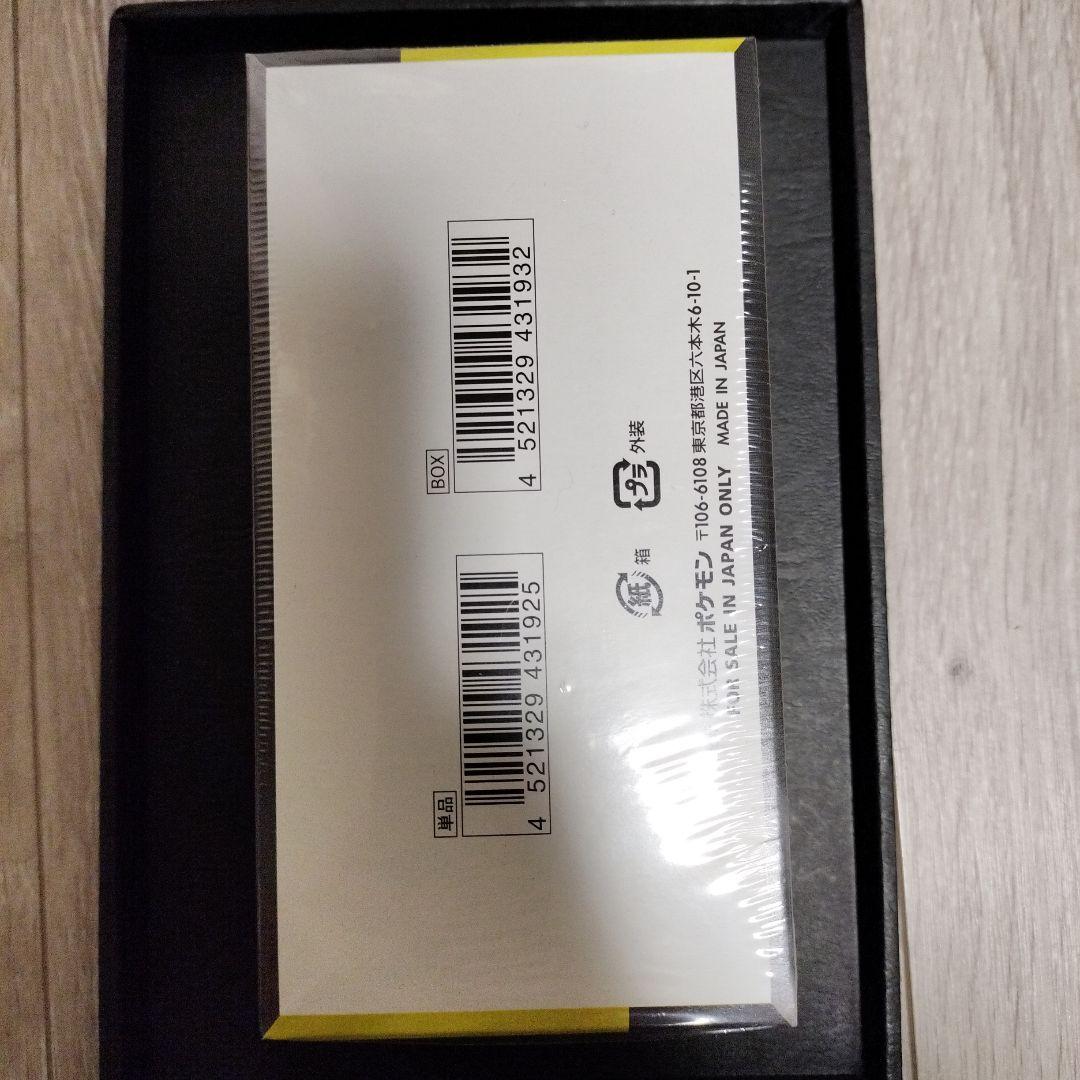 単品
4 521329 431925
BOX
4 521329 431932
紙 箱
プラ 外装
株式会社ポケモン 〒106-6108 東京都港区六本木6-10-1
FOR SALE IN JAPAN ONLY MADE IN JAPAN